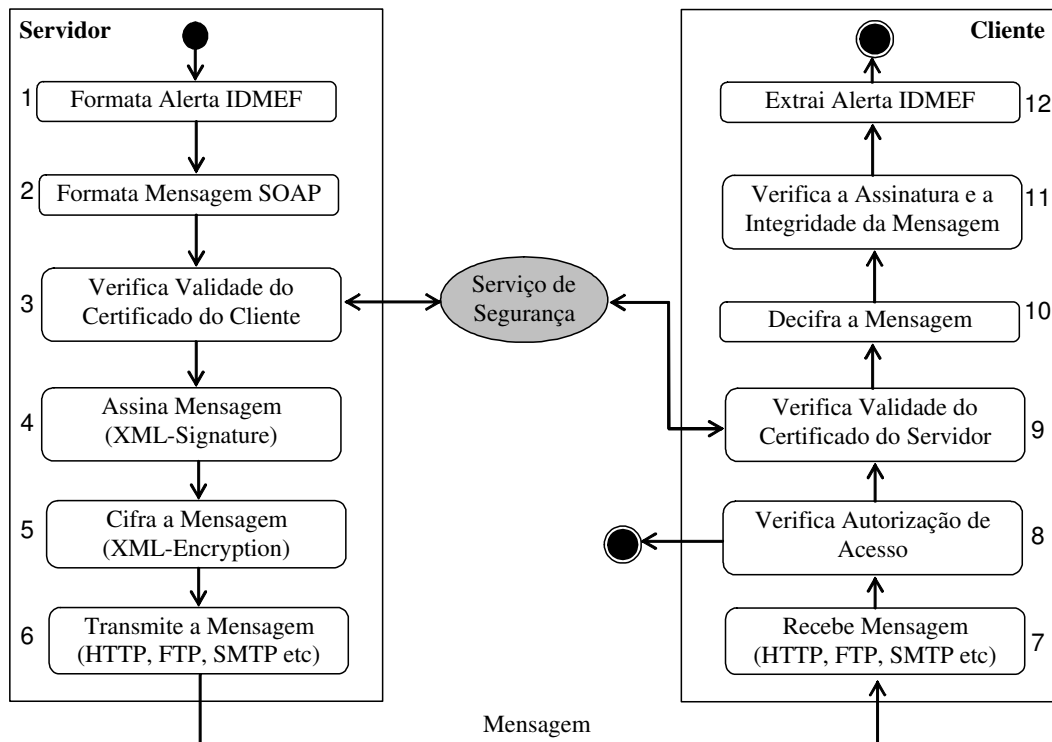 Servidor
1
Formata Alerta IDMEF
2
Formata Mensagem SOAP
3
Verifica Validade do
Certificado do Cliente
4
Assina Mensagem
(XML-Signature)
5
Cifra a Mensagem
(XML-Encryption)
6
Transmite a Mensagem
(HTTP, FTP, SMTP etc)
Serviço de
Segurança
Mensagem
Cliente
Extrai Alerta IDMEF
12
Verifica a Assinatura e a
Integridade da Mensagem
11
Decifra a Mensagem
10
Verifica Validade do
Certificado do Servidor
9
Verifica Autorização de
Acesso
8
Recebe Mensagem
(HTTP, FTP, SMTP etc)
7